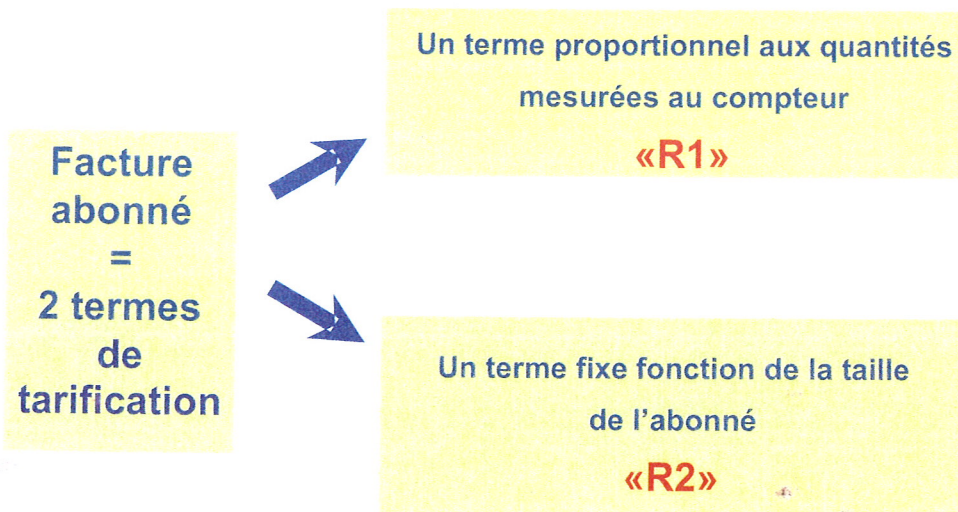 Facture
abonné
=
2 termes
de
tarification
Un terme proportionnel aux quantités
mesurées au compteur
«R1»
Un terme fixe fonction de la taille
de l'abonné
«R2»